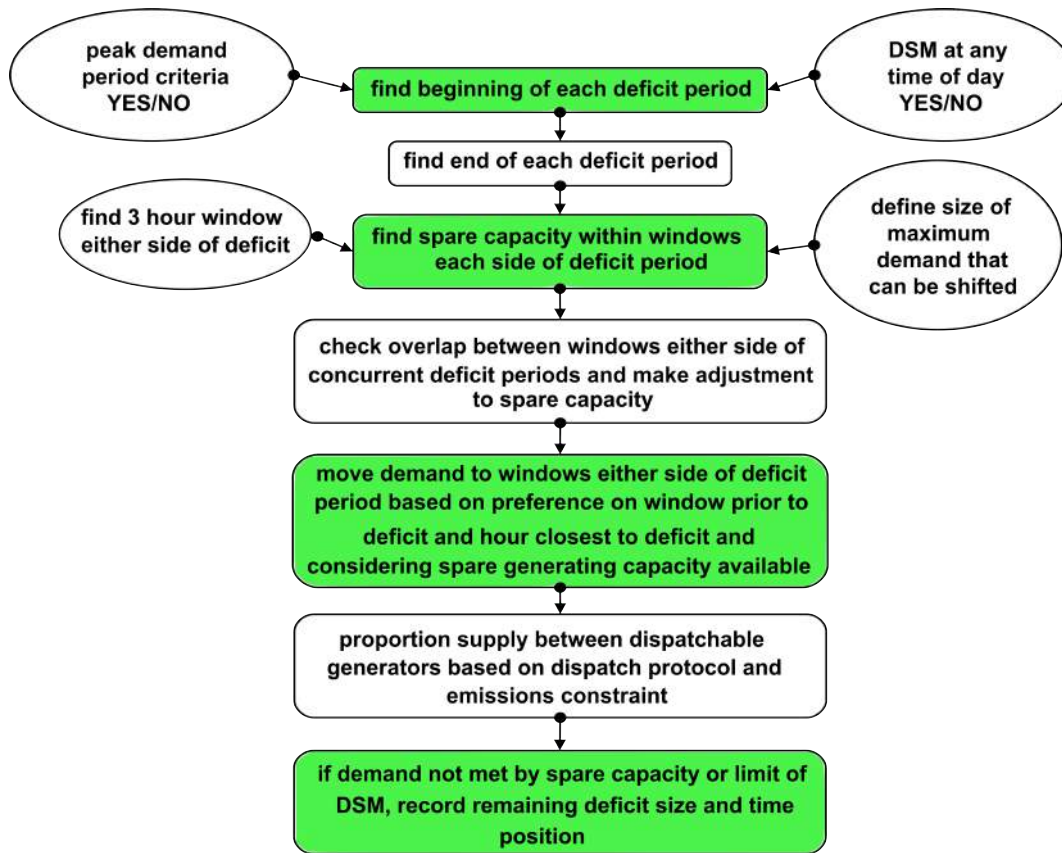 peak demand
period criteria
YES/NO
find beginning of each deficit period
DSM at any
time of day
YES/NO
find end of each deficit period
find 3 hour window
either side of deficit
find spare capacity within windows
each side of deficit period
define size of
maximum
demand that
can be shifted
check overlap between windows either side of
concurrent deficit periods and make adjustment
to spare capacity
move demand to windows either side of deficit
period based on preference on window prior to
deficit and hour closest to deficit and
considering spare generating capacity available
proportion supply between dispatchable
generators based on dispatch protocol and
emissions constraint
if demand not met by spare capacity or limit of
DSM, record remaining deficit size and time
position